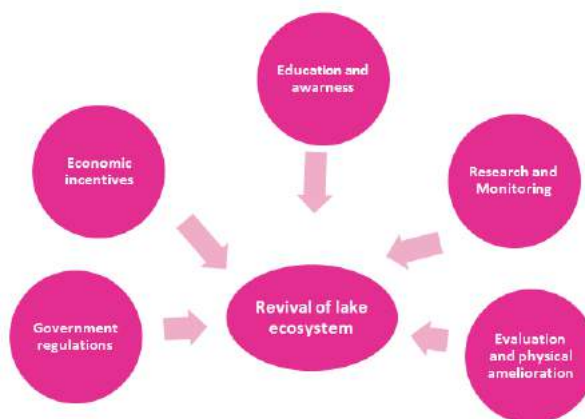 Education and
awarness
Economic
incentives
Research and
Monitoring
Revival of lake
ecosystem
Government
regulations
Evaluation
and physical
amelioration